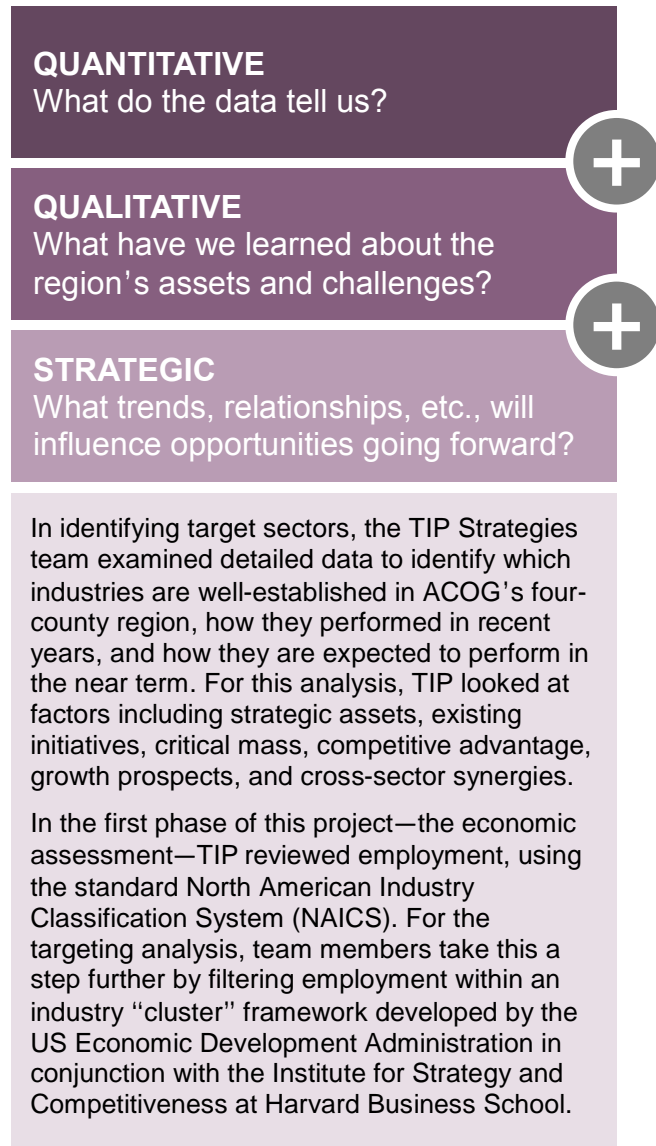 QUANTITATIVE
What do the data tell us?
+
QUALITATIVE
What have we learned about the
region’s assets and challenges?
+
STRATEGIC
What trends, relationships, etc., will
influence opportunities going forward?
In identifying target sectors, the TIP Strategies
team examined detailed data to identify which
industries are well-established in ACOG’s four-
county region, how they performed in recent
years, and how they are expected to perform in
the near term. For this analysis, TIP looked at
factors including strategic assets, existing
initiatives, critical mass, competitive advantage,
growth prospects, and cross-sector synergies.
In the first phase of this project—the economic
assessment—TIP reviewed employment, using
the standard North American Industry
Classification System (NAICS). For the
targeting analysis, team members take this a
step further by filtering employment within an
industry “cluster” framework developed by the
US Economic Development Administration in
conjunction with the Institute for Strategy and
Competitiveness at Harvard Business School.